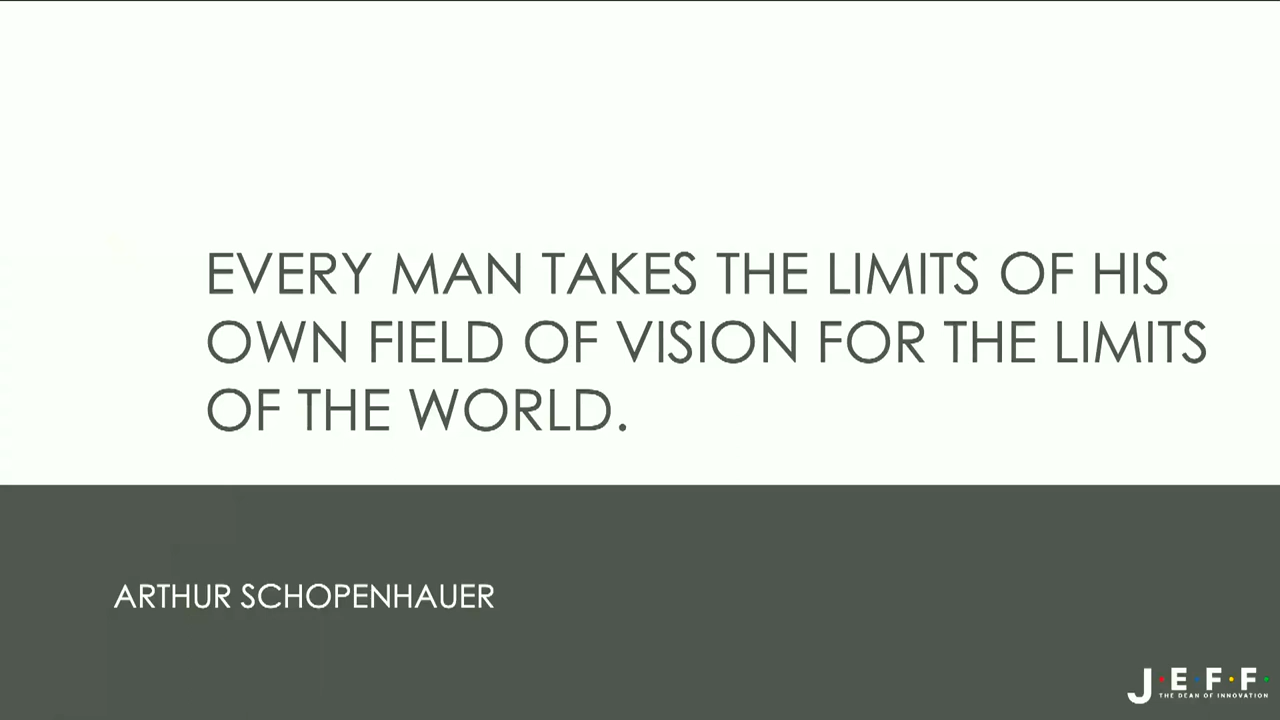 EVERY MAN TAKES THE LIMITS OF HIS
OWN FIELD OF VISION FOR THE LIMITS
OF THE WORLD.
ARTHUR SCHOPENHAUER
J•E•F•F•
THE DEAN OF INNOVATION